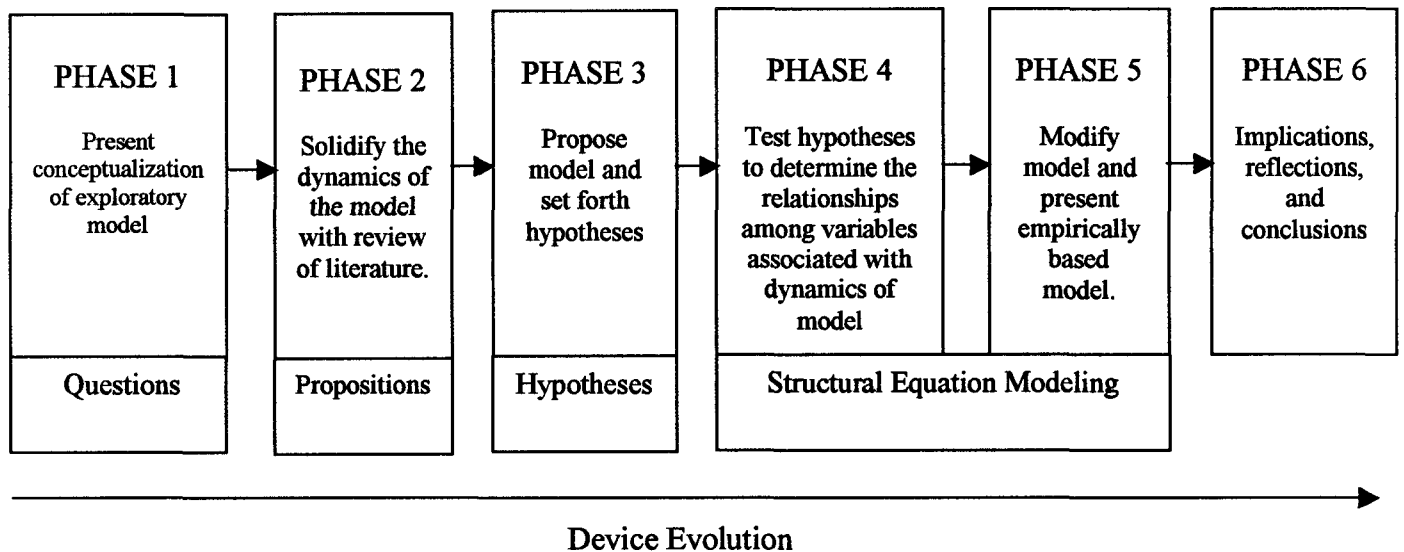 PHASE 1
Present
conceptualization
of exploratory
model
Questions
PHASE 2
Solidify the
dynamics of
the model
with review
of literature.
Propositions
PHASE 3
Propose
model and
set forth
hypotheses
Hypotheses
PHASE 4
Test hypotheses
to determine the
relationships
among variables
associated with
dynamics of
model
PHASE 5
Modify
model and
present
empirically
based
model.
Structural Equation Modeling
PHASE 6
Implications,
reflections,
and
conclusions
Device Evolution